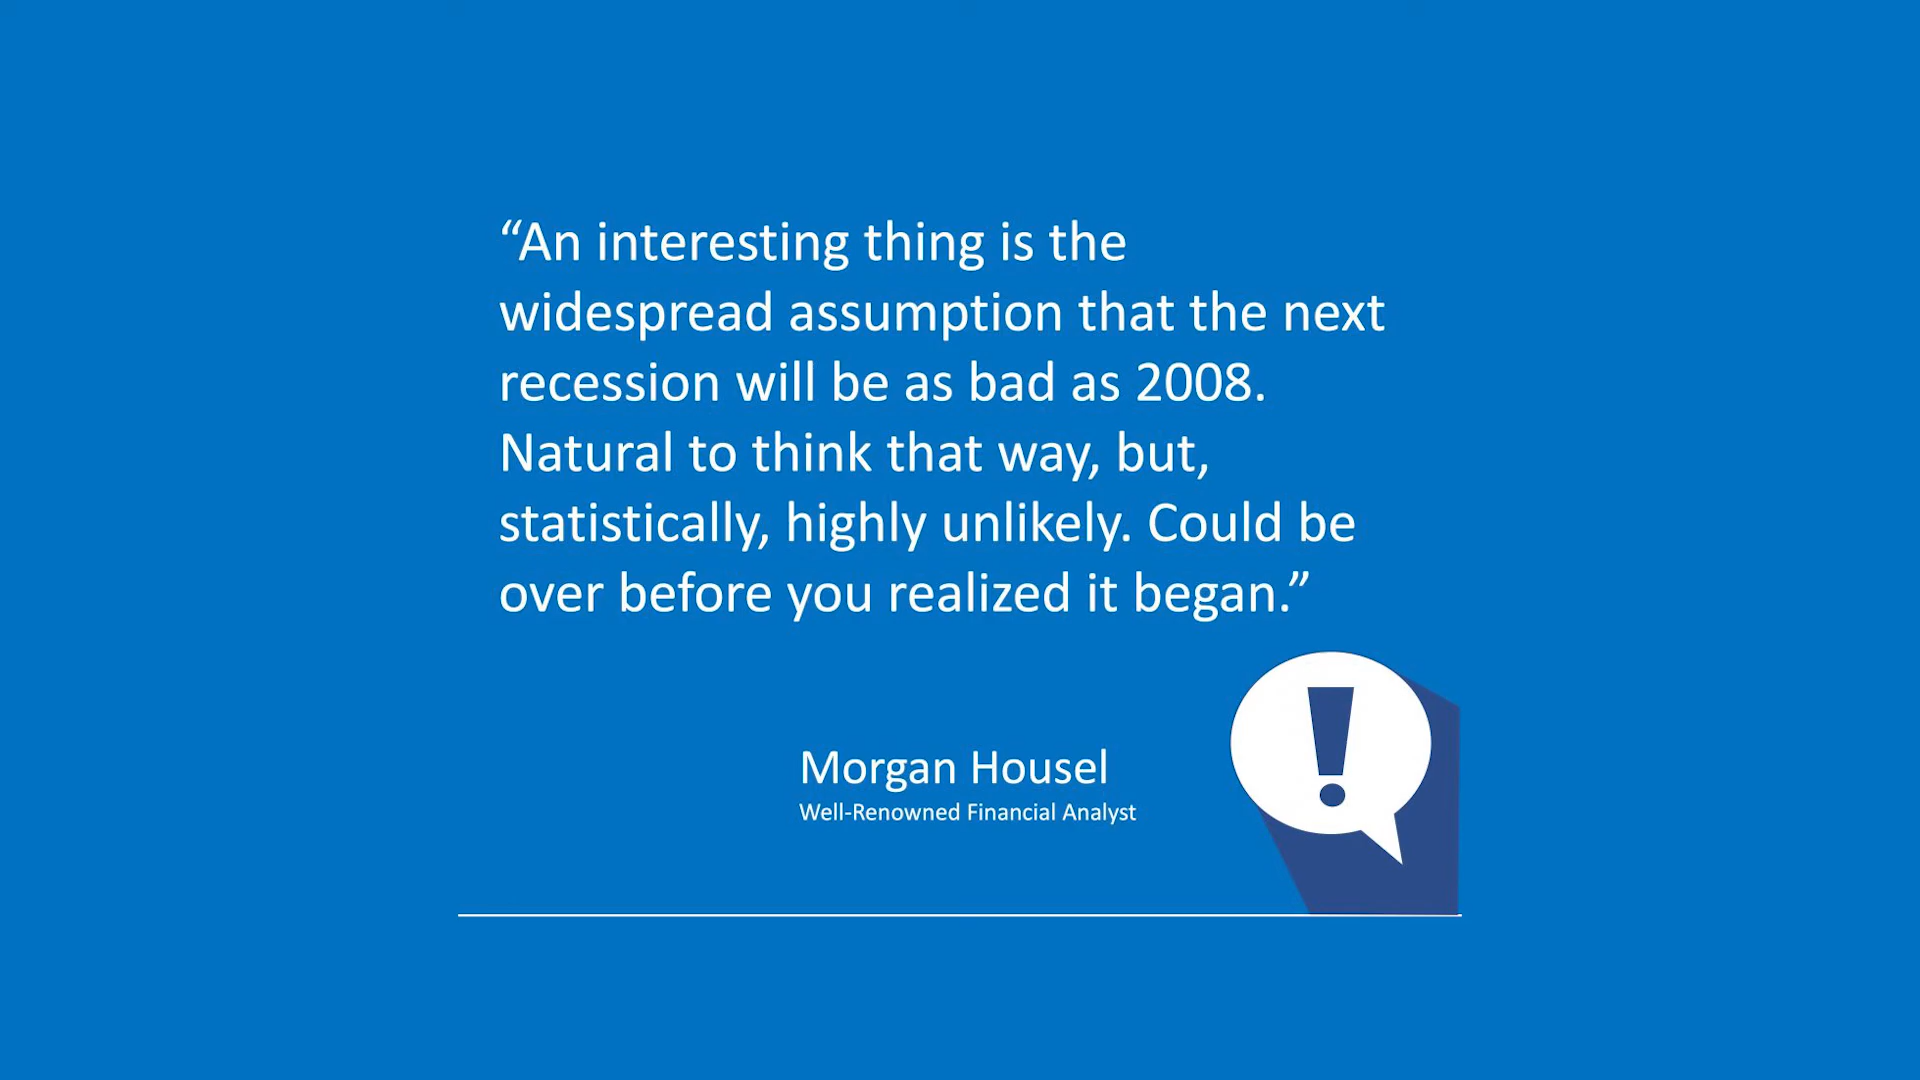 “An interesting thing is the
widespread assumption that the next
recession will be as bad as 2008.
Natural to think that way, but,
statistically, highly unlikely. Could be
over before you realized it began.”
Morgan Housel
Well-Renowned Financial Analyst